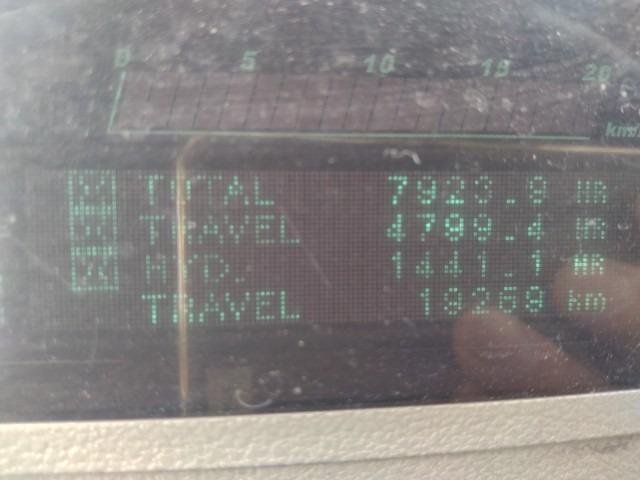 0 5 10 15 20
km/
TOTAL 7923.9 HR
TRAVEL 4799.4 HR
HYD. 1441.1 HR
TRAVEL 19269 km